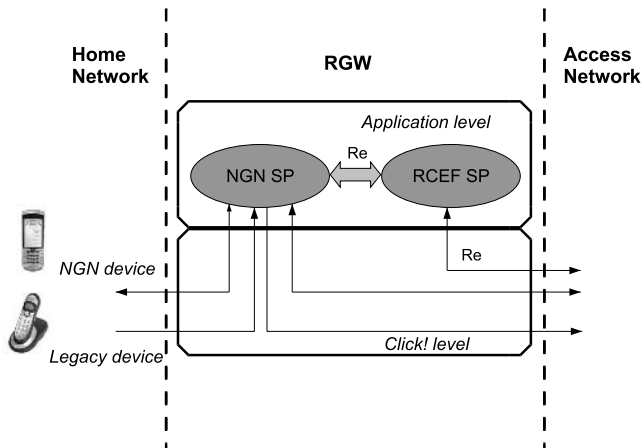 Home
Network
RGW
Access
Network
Application level
Re
NGN SP
RCEF SP
Re
NGN device
Click! level
Legacy device